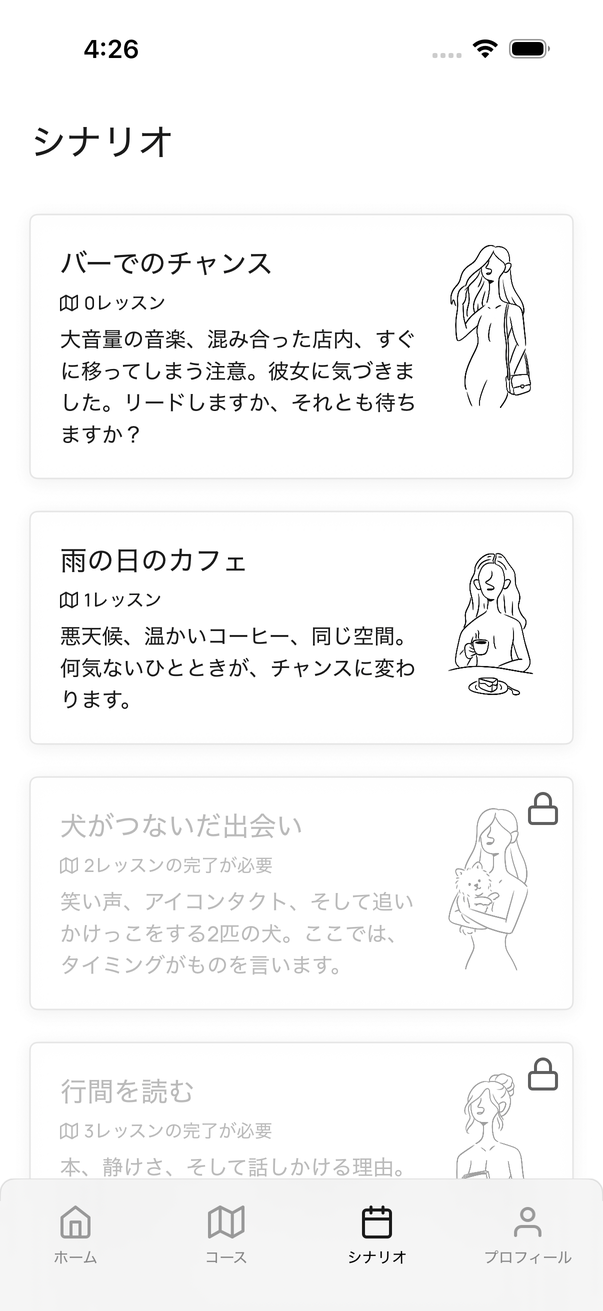 4:26
シナリオ
バーでのチャンス
0レッスン
大音量の音楽、混み合った店内、すぐ
に移ってしまう注意。彼女に気づきま
した。リードしますか、それとも待ち
ますか？
雨の日のカフェ
1レッスン
悪天候、温かいコーヒー、同じ空間。
何気ないひとときが、チャンスに変わ
ります。
犬がつないだ出会い
2レッスンの完了が必要
笑い声、アイコンタクト、そして追い
かけっこをする2匹の犬。ここでは、
タイミングがものを言います。
行間を読む
3レッスンの完了が必要
本、静けさ、そして話しかける理由。
ホーム
コース
シナリオ
プロフィール